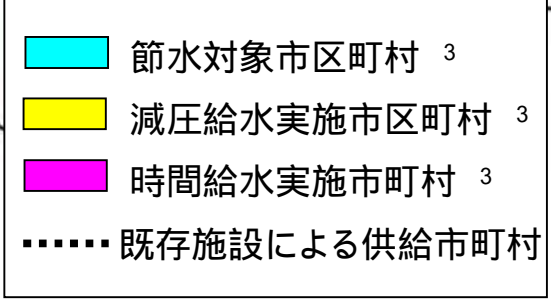 節水対象市区町村 3
減圧給水実施市区町村 3
時間給水実施市町村 3
既存施設による供給市町村